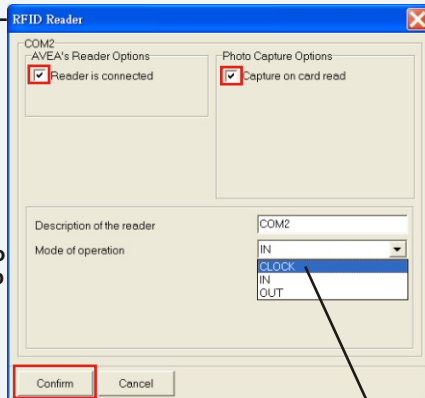 RFID Reader
COM2
AVEA's Reader Options
Reader is connected
Photo Capture Options
Capture on card read
Description of the reader
COM2
Mode of operation
IN
CLOCK
IN
OUT
Confirm
Cancel